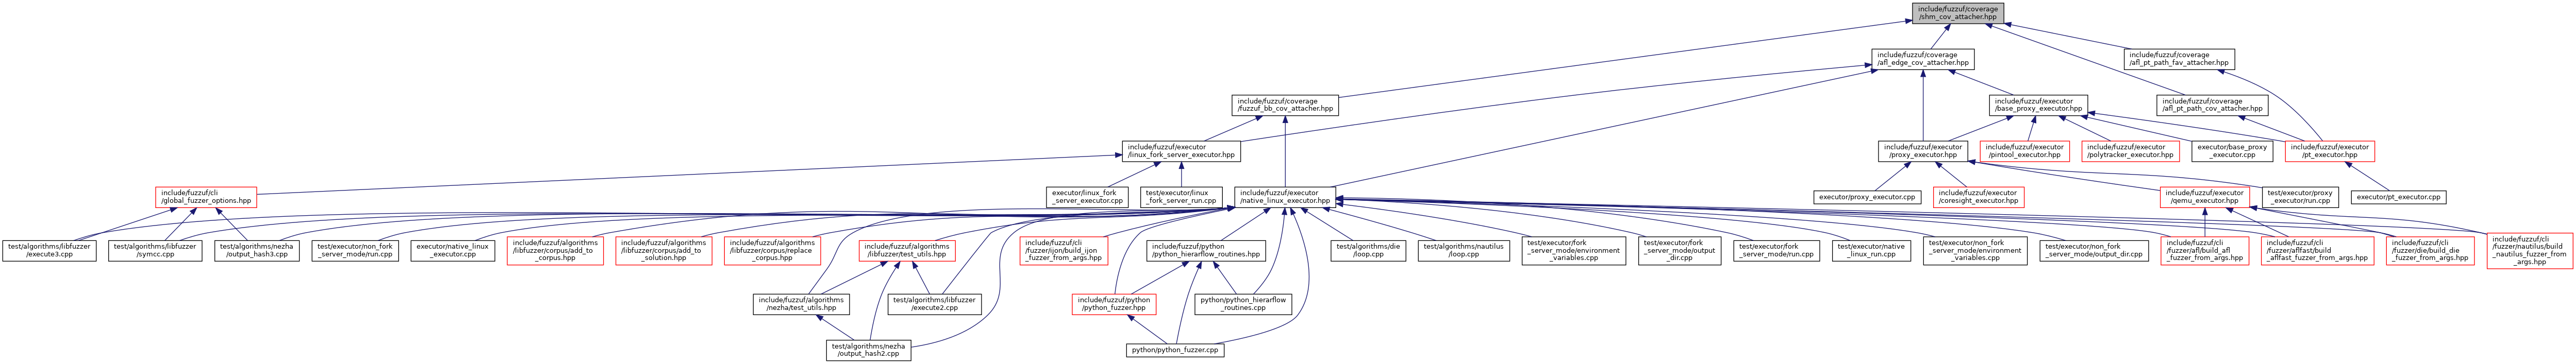 include/fuzzuf/coverage
/shm_cov_attacher.hpp
include/fuzzuf/coverage
/afl_edge_cov_attacher.hpp
include/fuzzuf/coverage
/afl_pt_path_fav_attacher.hpp
include/fuzzuf/coverage
/fuzzuf_bb_cov_attacher.hpp
include/fuzzuf/executor
/base_proxy_executor.hpp
include/fuzzuf/coverage
/afl_pt_path_cov_attacher.hpp
include/fuzzuf/executor
/linux_fork_server_executor.hpp
include/fuzzuf/executor
/proxy_executor.hpp
include/fuzzuf/executor
/pintool_executor.hpp
include/fuzzuf/executor
/polytracker_executor.hpp
executor/base_proxy
_executor.cpp
include/fuzzuf/executor
/pt_executor.hpp
include/fuzzuf/cli
/global_fuzzer_options.hpp
executor/linux_fork
_server_executor.cpp
test/executor/linux
_fork_server_run.cpp
include/fuzzuf/executor
/native_linux_executor.hpp
executor/proxy_executor.cpp
include/fuzzuf/executor
/coresight_executor.hpp
include/fuzzuf/executor
/qemu_executor.hpp
test/executor/proxy
_executor/run.cpp
executor/pt_executor.cpp
test/algorithms/libfuzzer
/execute3.cpp
test/algorithms/libfuzzer
/symcc.cpp
test/algorithms/nezha
/output_hash3.cpp
test/executor/non_fork
_server_mode/run.cpp
executor/native_linux
_executor.cpp
include/fuzzuf/algorithms
/libfuzzer/corpus/add_to
_corpus.hpp
include/fuzzuf/algorithms
/libfuzzer/corpus/add_to
_solution.hpp
include/fuzzuf/algorithms
/libfuzzer/corpus/replace
_corpus.hpp
include/fuzzuf/algorithms
/libfuzzer/test_utils.hpp
include/fuzzuf/cli
/fuzzer/ijon/build_ijon
_fuzzer_from_args.hpp
include/fuzzuf/python
/python_hierarflow_routines.hpp
test/algorithms/die
/loop.cpp
test/algorithms/nautilus
/loop.cpp
test/executor/fork
_server_mode/environment
_variables.cpp
test/executor/fork
_server_mode/output
_dir.cpp
test/executor/fork
_server_mode/run.cpp
test/executor/native
_linux_run.cpp
test/executor/non_fork
_server_mode/environment
_variables.cpp
test/executor/non_fork
_server_mode/output_dir.cpp
include/fuzzuf/cli
/fuzzer/afl/build_afl
_fuzzer_from_args.hpp
include/fuzzuf/cli
/fuzzer/aflfast/build
_aflfast_fuzzer_from_args.hpp
include/fuzzuf/cli
/fuzzer/die/build_die
_fuzzer_from_args.hpp
include/fuzzuf/cli
/fuzzer/nautilus/build
_nautilus_fuzzer_from
_args.hpp
include/fuzzuf/algorithms
/nezha/test_utils.hpp
test/algorithms/libfuzzer
/execute2.cpp
include/fuzzuf/python
/python_fuzzer.hpp
python/python_hierarflow
_routines.cpp
test/algorithms/nezha
/output_hash2.cpp
python/python_fuzzer.cpp